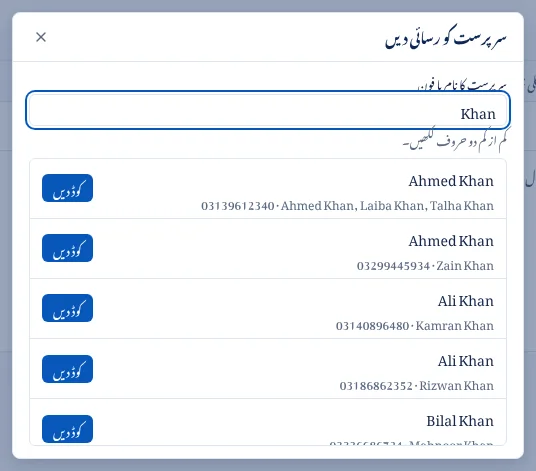 سرپرست کو رسائی دیں
×
سرپرست کا نام یا فون
Khan
کم از کم دو حروف لکھیں۔
Ahmed Khan
03139612340 · Ahmed Khan, Laiba Khan, Talha Khan
کوڈ دیں
Ahmed Khan
03299445934 · Zain Khan
کوڈ دیں
Ali Khan
03140896480 · Kamran Khan
کوڈ دیں
Ali Khan
03186862352 · Rizwan Khan
کوڈ دیں
Bilal Khan
کوڈ دیں